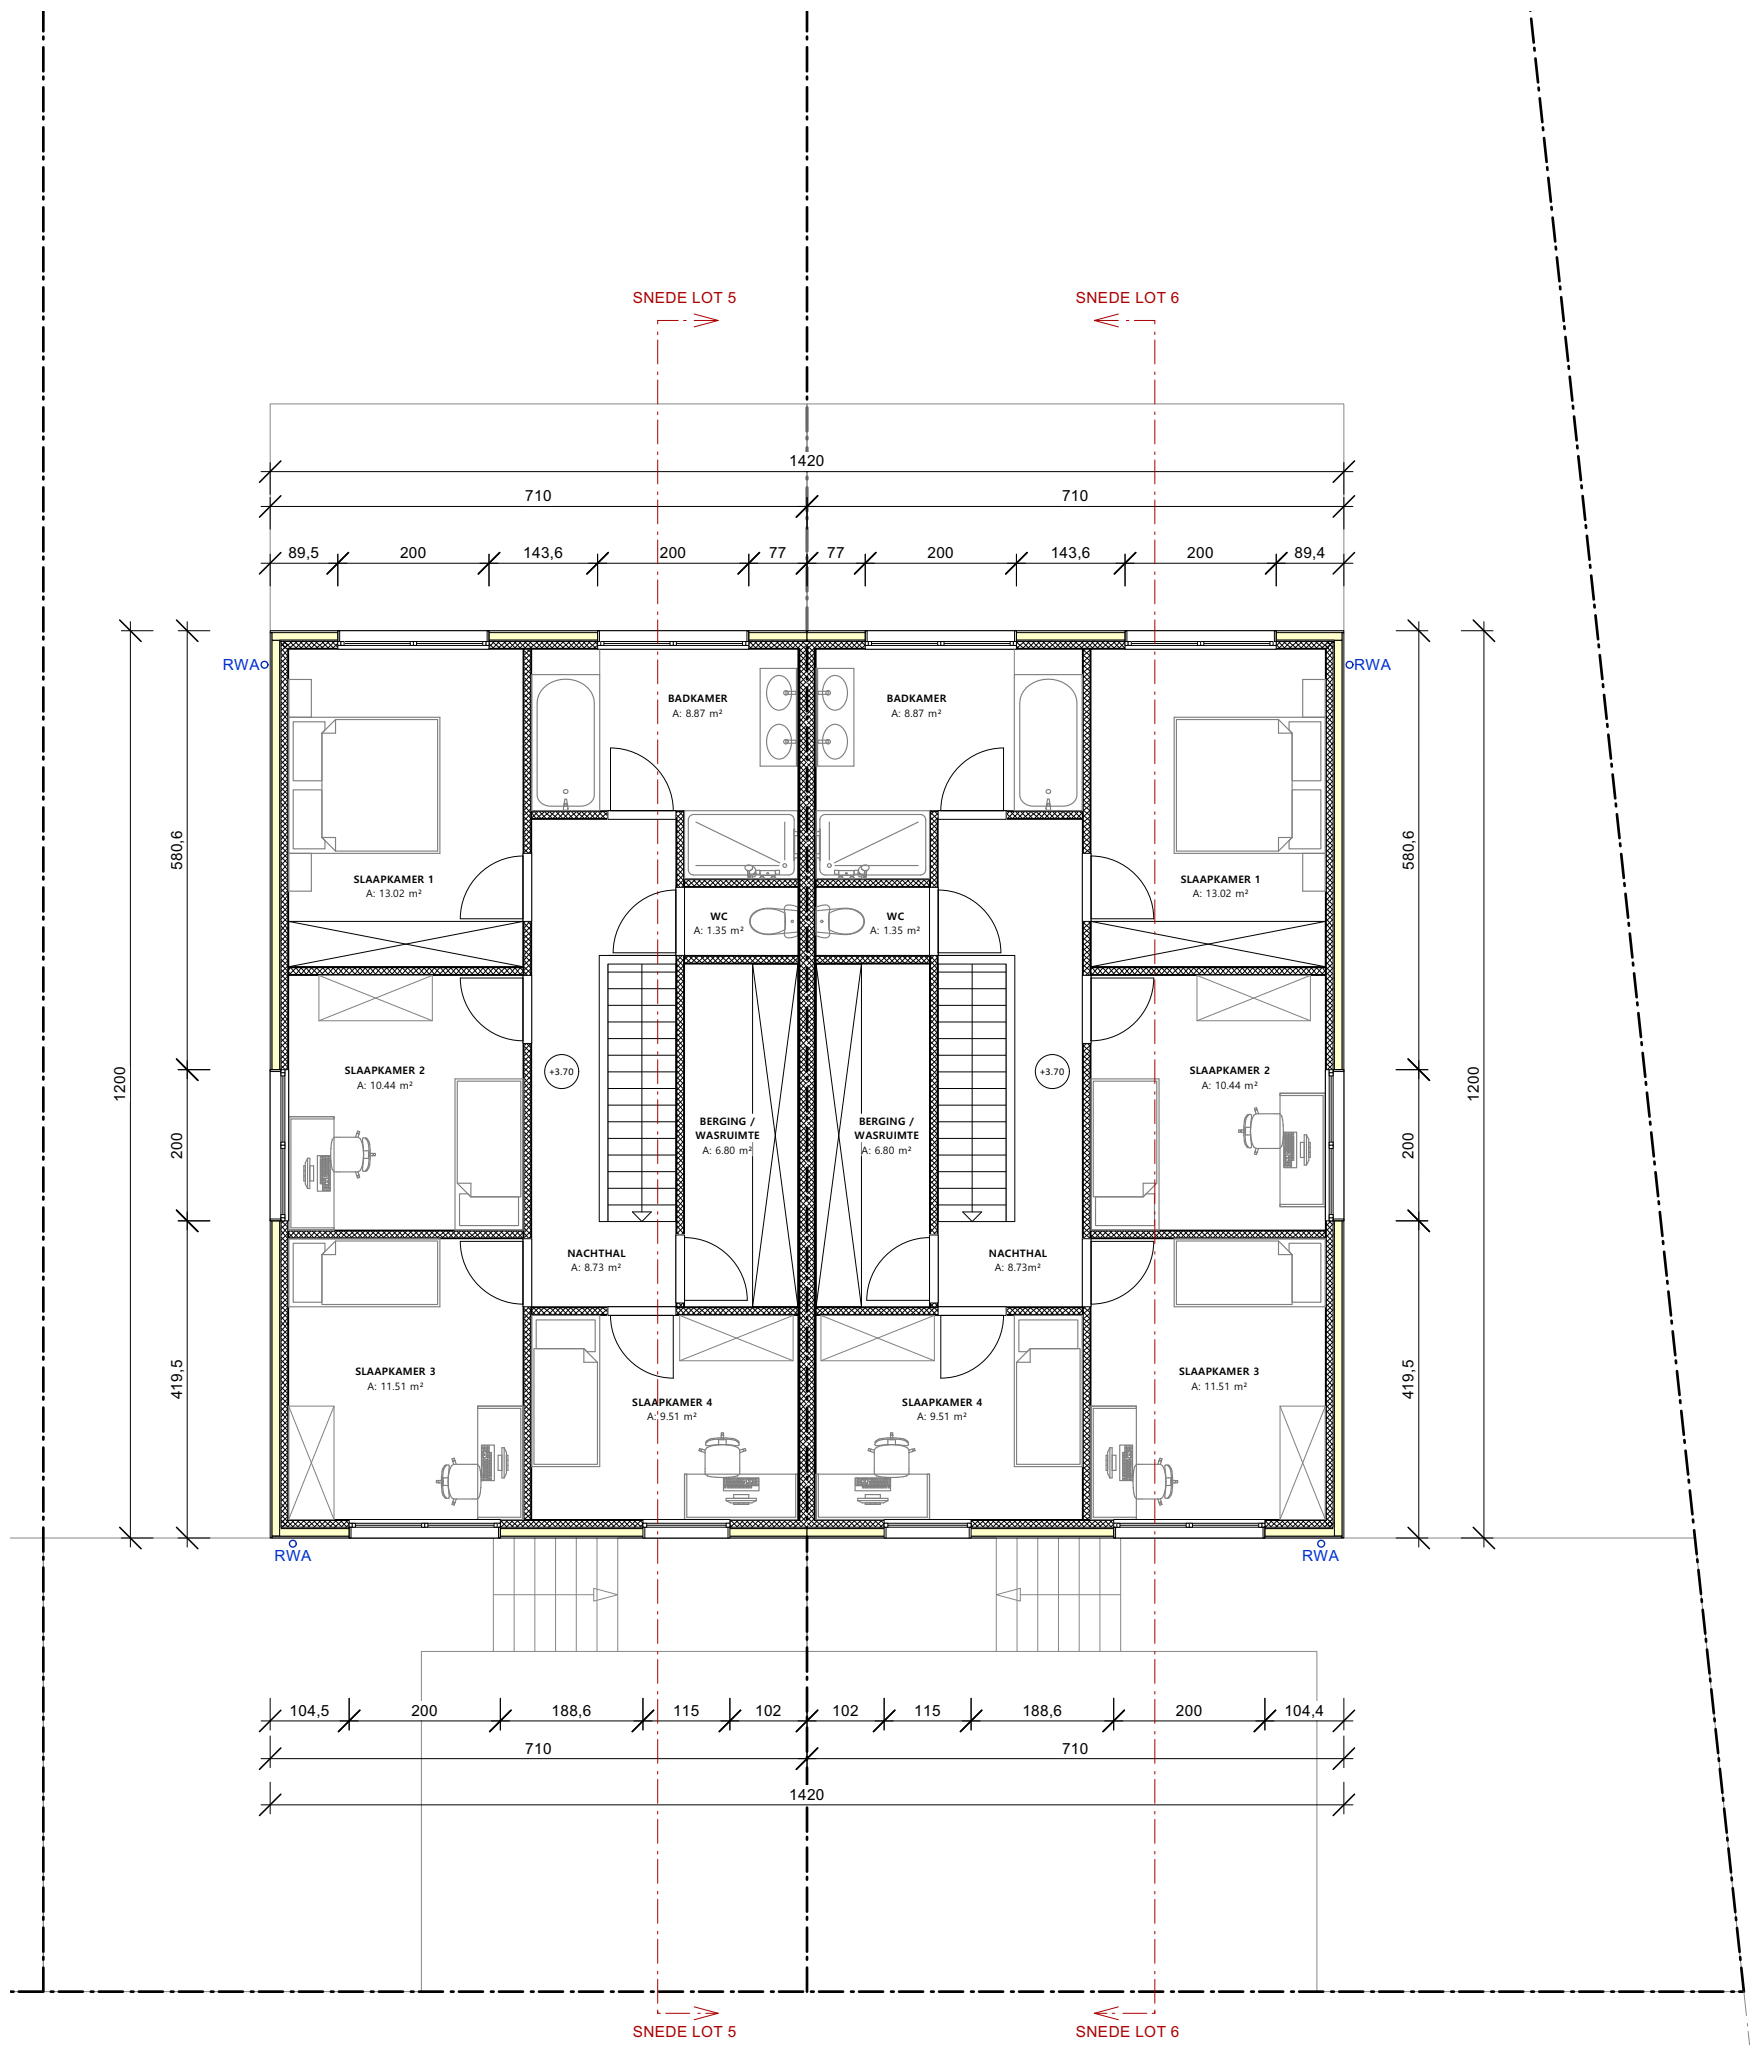 SNEDE LOT 5
SNEDE LOT 6
1420
710
710
89,5
200
143,6
200
77
77
200
143,6
200
89,4
RWA
RWA
BADKAMER
A: 8.87 m²
BADKAMER
A: 8.87 m²
580,6
580,6
SLAAPKAMER 1
A: 13.02 m²
SLAAPKAMER 1
A: 13.02 m²
WC
A: 1.35 m²
WC
A: 1.35 m²
1200
1200
SLAAPKAMER 2
A: 10.44 m²
+3.70
+3.70
SLAAPKAMER 2
A: 10.44 m²
200
200
BERGING /
WASRUIMTE
A: 6.80 m²
BERGING /
WASRUIMTE
A: 6.80 m²
NACHTHAL
A: 8.73 m²
NACHTHAL
A: 8.73m²
419,5
419,5
SLAAPKAMER 3
A: 11.51 m²
SLAAPKAMER 4
A: 9.51 m²
SLAAPKAMER 4
A: 9.51 m²
SLAAPKAMER 3
A: 11.51 m²
RWA
RWA
104,5
200
188,6
115
102
102
115
188,6
200
104,4
710
710
1420
SNEDE LOT 5
SNEDE LOT 6